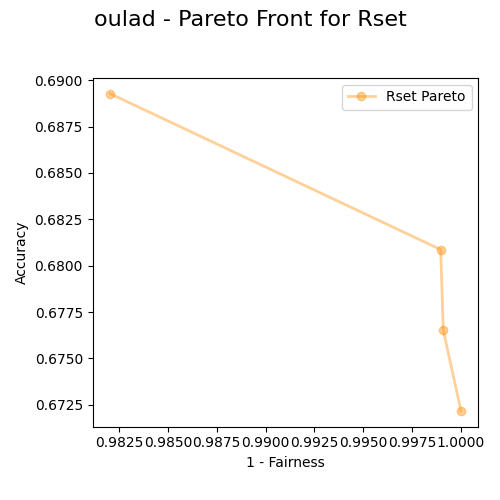 oulad - Pareto Front for Rset
Rset Pareto
0.6900
0.6875
0.6850
0.6825
0.6800
0.6775
0.6750
0.6725
Accuracy
0.9825 0.9850 0.9875 0.9900 0.9925 0.9950 0.9975 1.0000
1 - Fairness